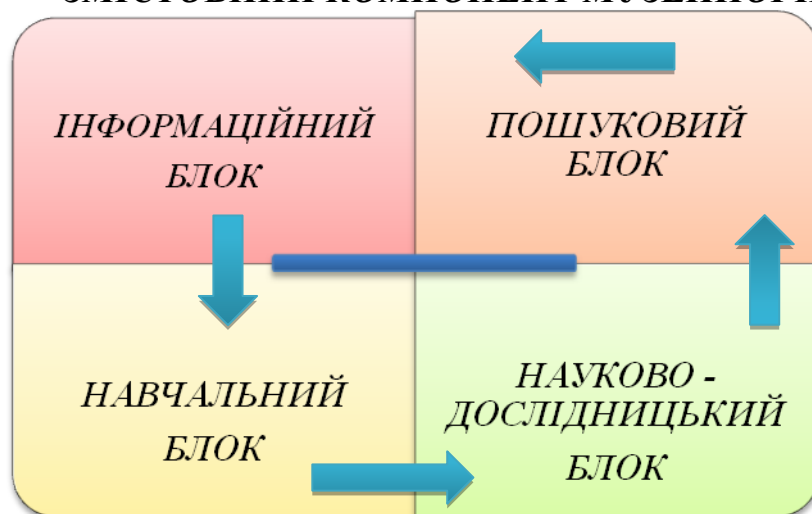 ІНФОРМАЦІЙНИЙ
БЛОК
ПОШУКОВИЙ
БЛОК
НАВЧАЛЬНИЙ
БЛОК
НАУКОВО -
ДОСЛІДНИЦЬКИЙ
БЛОК